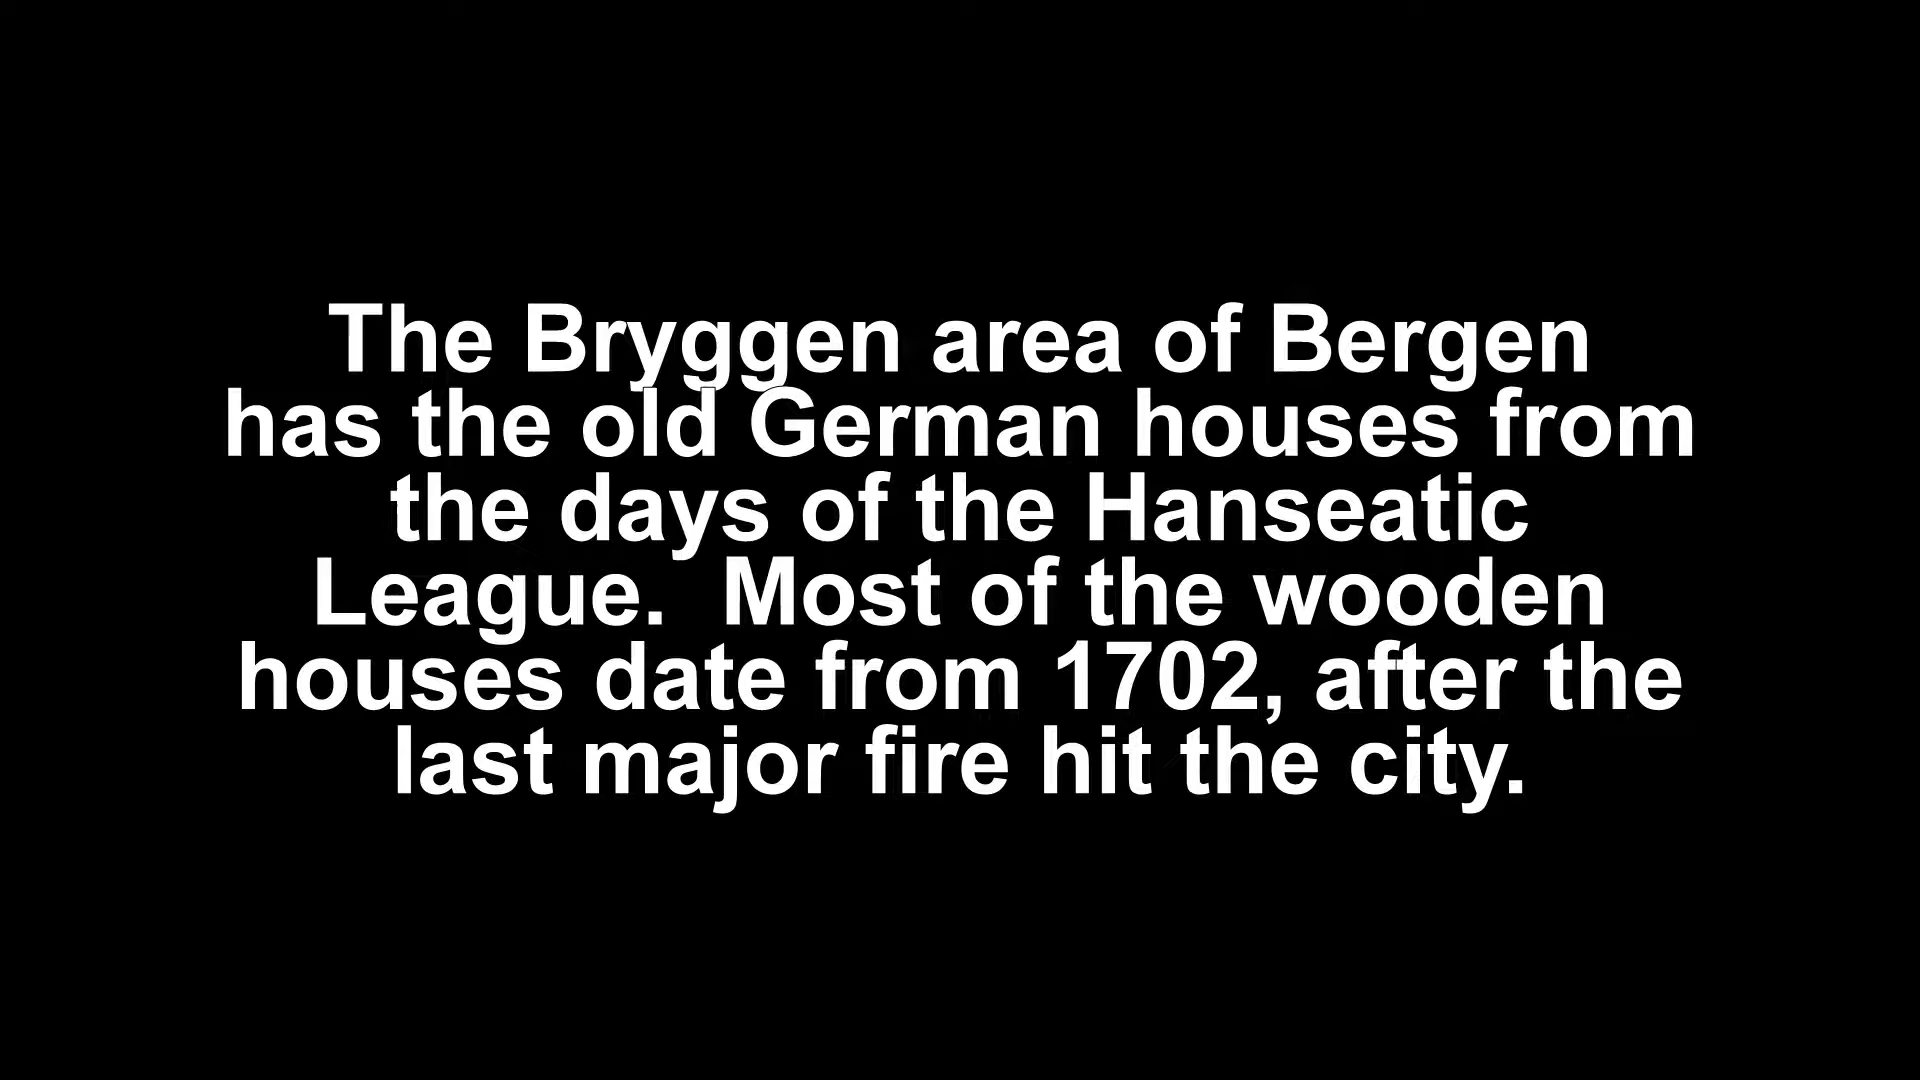 The Bryggen area of Bergen
has the old German houses from
the days of the Hanseatic
League.  Most of the wooden
houses date from 1702, after the
last major fire hit the city.